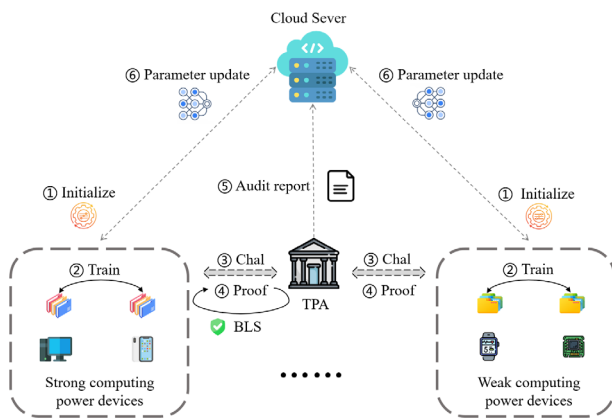 Cloud Sever
</>
⑥ Parameter update
⑥ Parameter update
① Initialize
⑤ Audit report
① Initialize
② Train
③ Chal
④ Proof
BLS
TPA
③ Chal
④ Proof
② Train
Strong computing
power devices
......
Weak computing
power devices